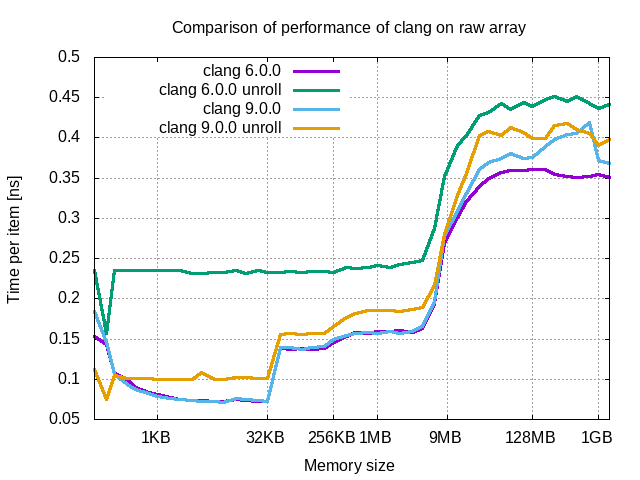 Comparison of performance of clang on raw array
0.5
0.45
0.4
0.35
0.3
0.25
0.2
0.15
0.1
0.05
Time per item [ns]
clang 6.0.0
clang 6.0.0 unroll
clang 9.0.0
clang 9.0.0 unroll
1KB 32KB 256KB 1MB 9MB 128MB 1GB
Memory size